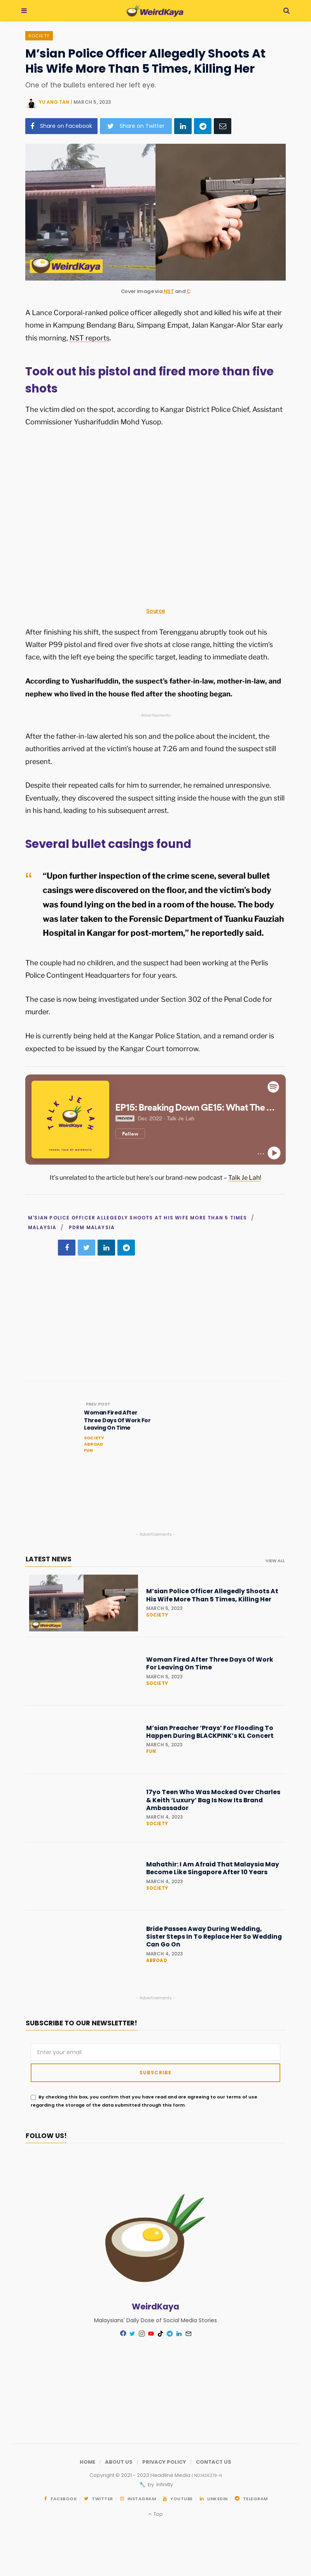 WeirdKaya
SOCIETY
M’sian Police Officer Allegedly Shoots At
His Wife More Than 5 Times, Killing Her
One of the bullets entered her left eye.
YU ANG TAN | MARCH 5, 2023
Share on Facebook
Share on Twitter
WeirdKaya
Cover image via NST and C
A Lance Corporal-ranked police officer allegedly shot and killed his wife at their
home in Kampung Bendang Baru, Simpang Empat, Jalan Kangar-Alor Star early
this morning, NST reports.
Took out his pistol and fired more than five
shots
The victim died on the spot, according to Kangar District Police Chief, Assistant
Commissioner Yusharifuddin Mohd Yusop.
Source
After finishing his shift, the suspect from Terengganu abruptly took out his
Walter P99 pistol and fired over five shots at close range, hitting the victim’s
face, with the left eye being the specific target, leading to immediate death.
According to Yusharifuddin, the suspect’s father-in-law, mother-in-law, and
nephew who lived in the house fled after the shooting began.
- Advertisements -
After the father-in-law alerted his son and the police about the incident, the
authorities arrived at the victim’s house at 7:26 am and found the suspect still
present.
Despite their repeated calls for him to surrender, he remained unresponsive.
Eventually, they discovered the suspect sitting inside the house with the gun still
in his hand, leading to his subsequent arrest.
Several bullet casings found
“Upon further inspection of the crime scene, several bullet
casings were discovered on the floor, and the victim’s body
was found lying on the bed in a room of the house. The body
was later taken to the Forensic Department of Tuanku Fauziah
Hospital in Kangar for post-mortem,” he reportedly said.
The couple had no children, and the suspect had been working at the Perlis
Police Contingent Headquarters for four years.
The case is now being investigated under Section 302 of the Penal Code for
murder.
He is currently being held at the Kangar Police Station, and a remand order is
expected to be issued by the Kangar Court tomorrow.
TALK JE LAH
WeirdKaya
EP15: Breaking Down GE15: What The ...
PREVIEW Dec 2022 · Talk Je Lah
Follow
It’s unrelated to the article but here’s our brand-new podcast – Talk Je Lah!
M'SIAN POLICE OFFICER ALLEGEDLY SHOOTS AT HIS WIFE MORE THAN 5 TIMES /
MALAYSIA / PDRM MALAYSIA
PREV POST
Woman Fired After
Three Days Of Work For
Leaving On Time
SOCIETY
ABROAD
FUN
- Advertisements -
LATEST NEWS
VIEW ALL
M’sian Police Officer Allegedly Shoots At
His Wife More Than 5 Times, Killing Her
MARCH 5, 2023
SOCIETY
Woman Fired After Three Days Of Work
For Leaving On Time
MARCH 5, 2023
SOCIETY
M’sian Preacher ‘Prays’ For Flooding To
Happen During BLACKPINK’s KL Concert
MARCH 5, 2023
FUN
17yo Teen Who Was Mocked Over Charles
& Keith ‘Luxury’ Bag Is Now Its Brand
Ambassador
MARCH 4, 2023
SOCIETY
Mahathir: I Am Afraid That Malaysia May
Become Like Singapore After 10 Years
MARCH 4, 2023
SOCIETY
Bride Passes Away During Wedding,
Sister Steps In To Replace Her So Wedding
Can Go On
MARCH 4, 2023
ABROAD
- Advertisements -
SUBSCRIBE TO OUR NEWSLETTER!
Enter your email
SUBSCRIBE
By checking this box, you confirm that you have read and are agreeing to our terms of use
regarding the storage of the data submitted through this form.
FOLLOW US!
WeirdKaya
Malaysians' Daily Dose of Social Media Stories
HOME / ABOUT US / PRIVACY POLICY / CONTACT US
Copyright © 2021 - 2023 Headline Media
by Infinitly
FACEBOOK / TWITTER / INSTAGRAM / YOUTUBE / LINKEDIN / TELEGRAM
Top